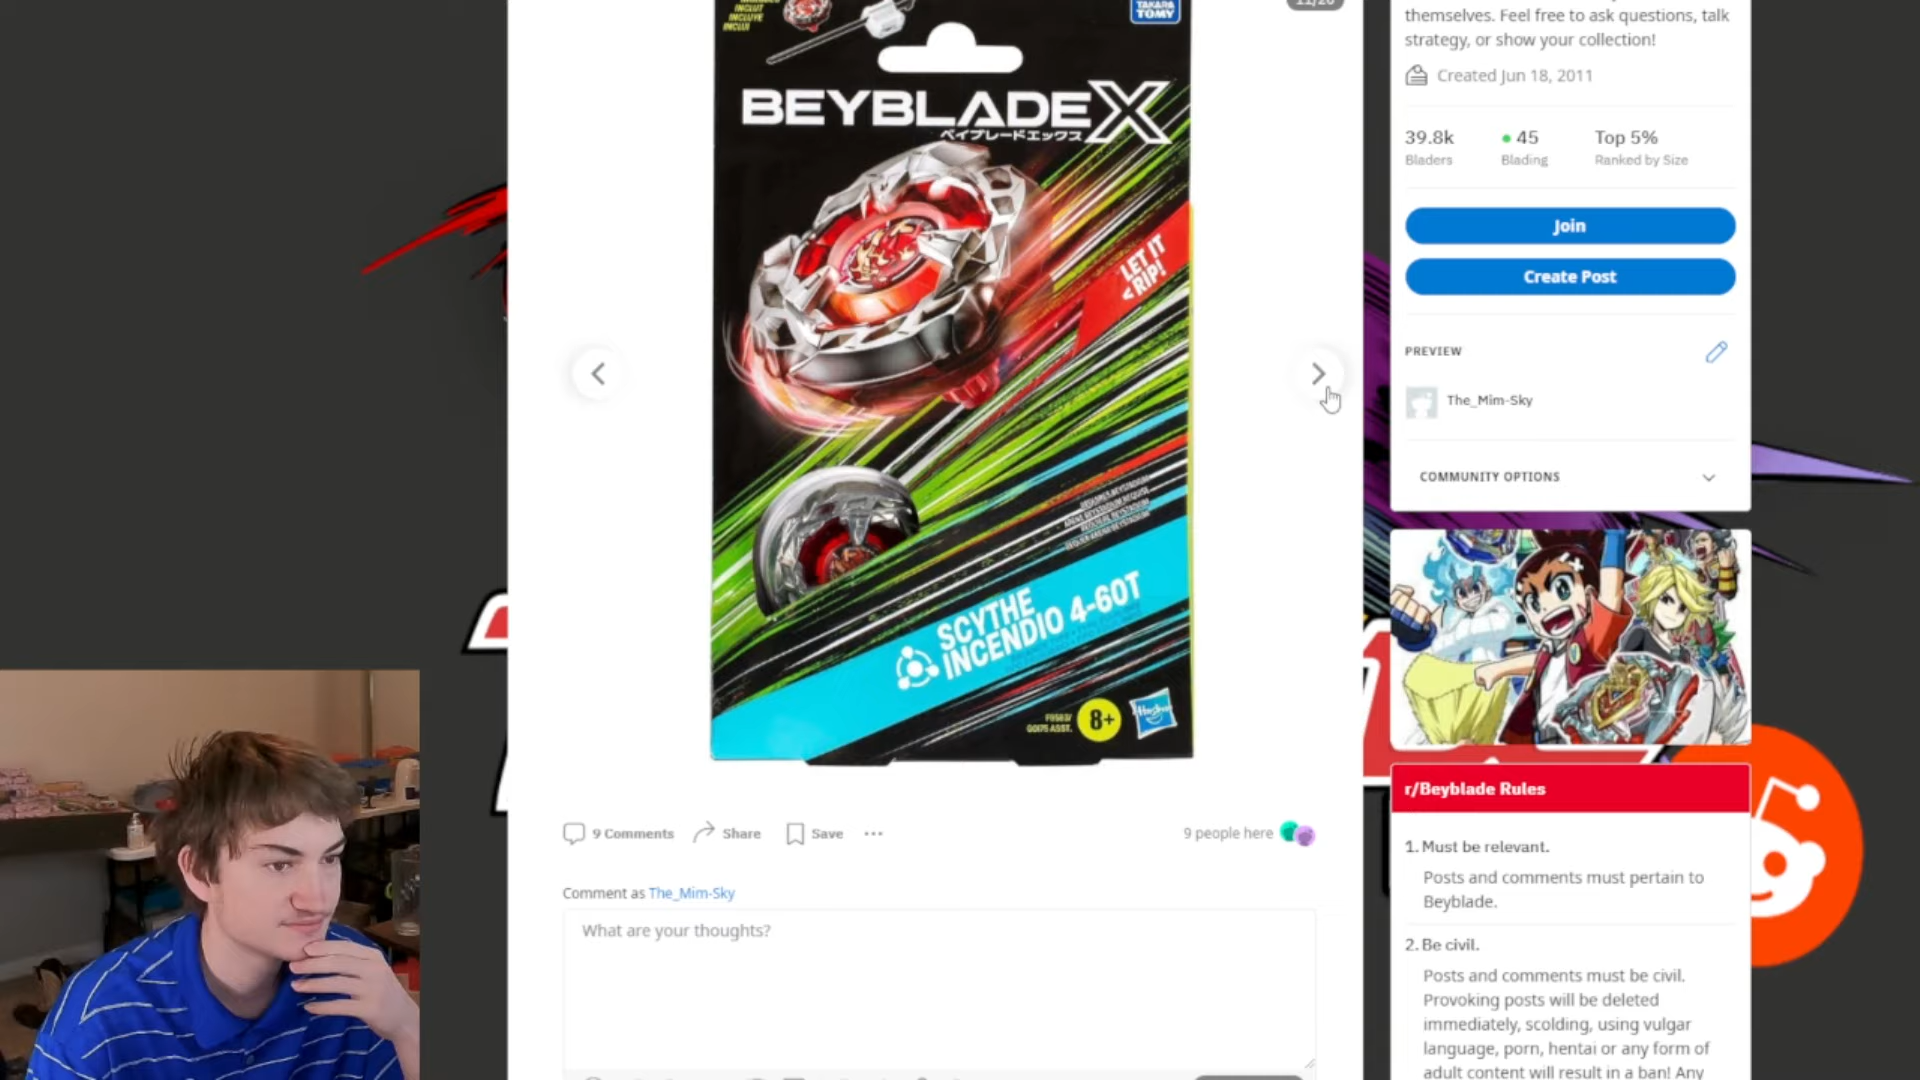 INCLUT
INCLUYE
INCLUI
TAKARA
TOMY
BEYBLADE X
ベイブレードエックス
LET IT
< RIP!
SCYTHE
INCENDIO 4-60T
G0175 ASST.
8+
Hasbro
9 Comments
Share
Save
9 people here
Comment as The_Mim-Sky
What are your thoughts?
themselves. Feel free to ask questions, talk
strategy, or show your collection!
Created Jun 18, 2011
39.8k
45
Top 5%
Bladers
Blading
Ranked by Size
Join
Create Post
PREVIEW
The_Mim-Sky
COMMUNITY OPTIONS
r/Beyblade Rules
1. Must be relevant.
Posts and comments must pertain to
Beyblade.
2. Be civil.
Posts and comments must be civil.
Provoking posts will be deleted
immediately, scolding, using vulgar
language, porn, hentai or any form of
adult content will result in a ban! Any